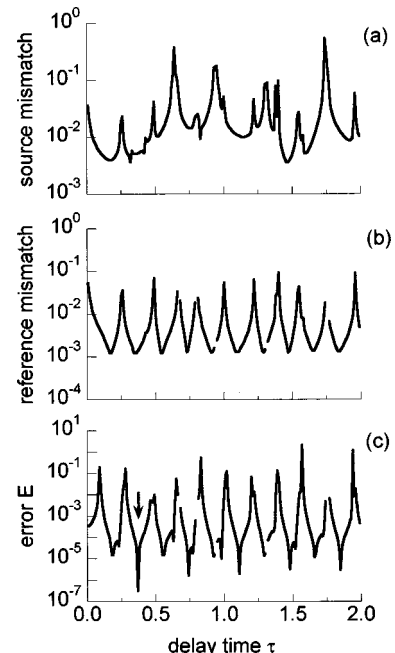 (a)
source mismatch
10^0
10^-1
10^-2
10^-3
(b)
reference mismatch
10^0
10^-1
10^-2
10^-3
10^-4
(c)
error E
10^1
10^-1
10^-3
10^-5
10^-7
0.0 0.5 1.0 1.5 2.0
delay time τ